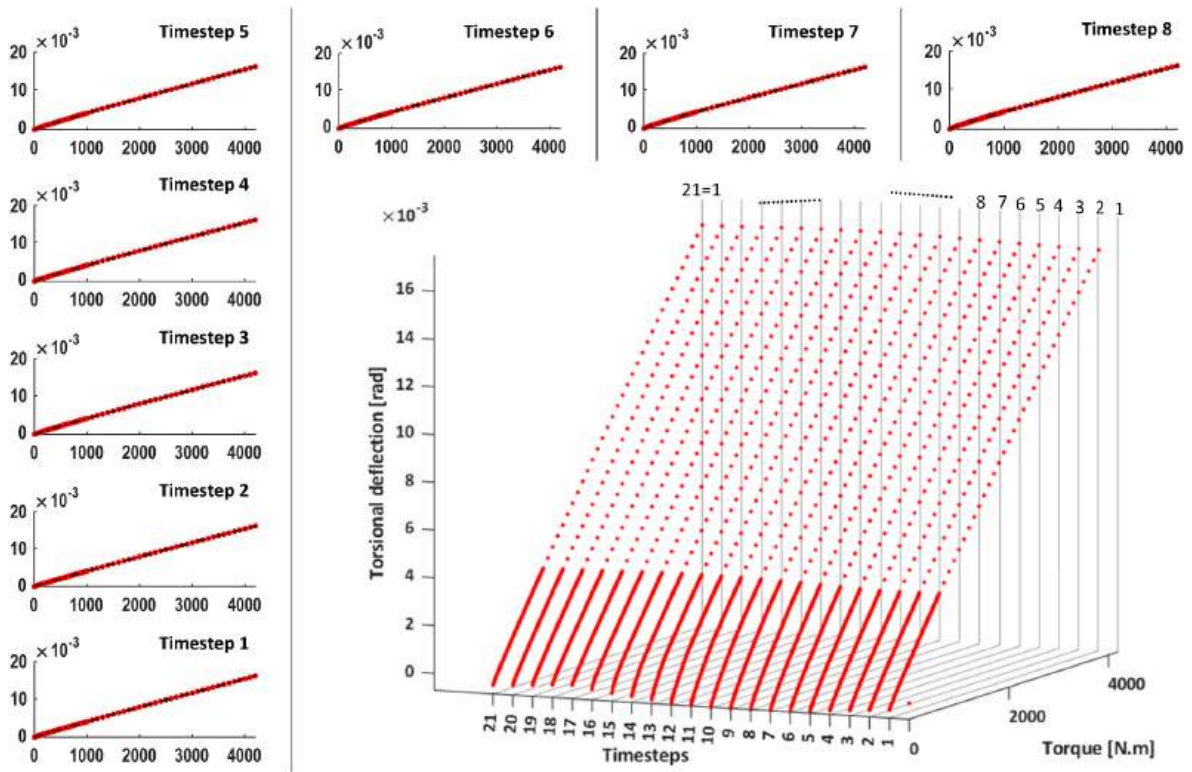 Timestep 5
×10⁻³
20
10
0
0 1000 2000 3000 4000
Timestep 6
×10⁻³
20
10
0
0 1000 2000 3000 4000
Timestep 7
×10⁻³
20
10
0
0 1000 2000 3000 4000
Timestep 8
×10⁻³
20
10
0
0 1000 2000 3000 4000
Timestep 4
×10⁻³
20
10
0
0 1000 2000 3000 4000
Timestep 3
×10⁻³
20
10
0
0 1000 2000 3000 4000
Timestep 2
×10⁻³
20
10
0
0 1000 2000 3000 4000
Timestep 1
×10⁻³
20
10
0
0 1000 2000 3000 4000
21=1 8 7 6 5 4 3 2 1
×10⁻³
16
14
12
10
8
6
4
2
0
Torsional deflection [rad]
21 20 19 18 17 16 15 14 13 12 11 10 9 8 7 6 5 4 3 2 1
Timesteps
0 2000 4000
Torque [N.m]